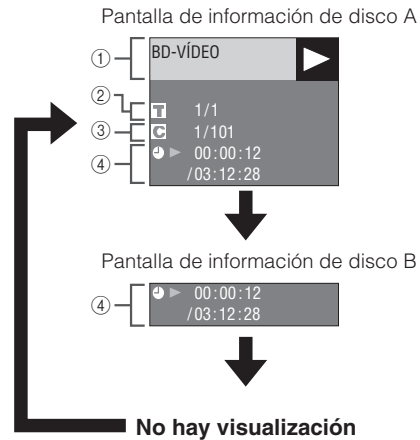 Pantalla de información de disco A
① BD-VÍDEO
② T 1/1
③ C 1/101
④ 00:00:12
/03:12:28
Pantalla de información de disco B
④ 00:00:12
/03:12:28
No hay visualización